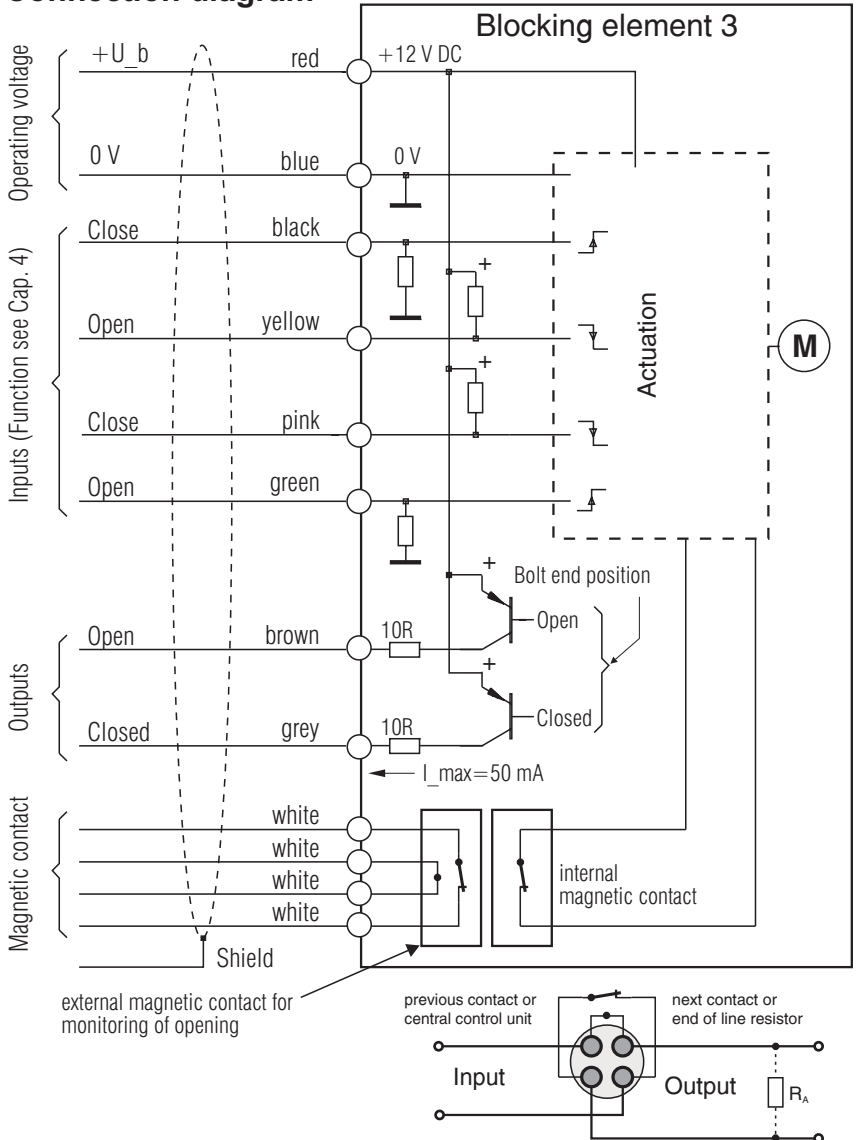 Connection diagram
Blocking element 3
Operating voltage
+U_b
red
+12 V DC
0 V
blue
0 V
Inputs (Function see Cap. 4)
Close
black
+
Open
yellow
+
Close
pink
Open
green
Actuation
M
+
Bolt end position
Outputs
Open
brown
10R
Open
+
Closed
grey
10R
Closed
I_max=50 mA
Magnetic contact
white
white
white
white
internal
magnetic contact
Shield
external magnetic contact for
monitoring of opening
previous contact or
central control unit
next contact or
end of line resistor
Input
Output
R_A